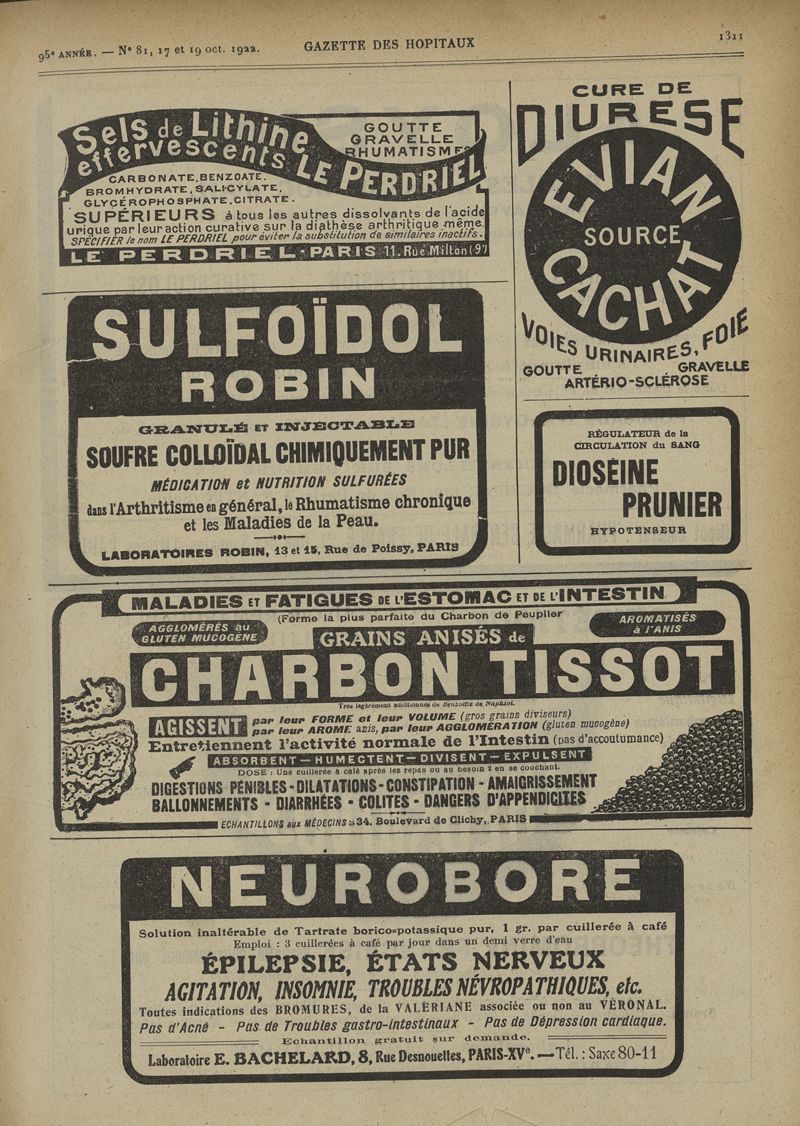 95e ANNÉE. — N° 81, 17 et 19 oct. 1922.
GAZETTE DES HOPITAUX
1311
Sels de Lithine
effervescents LE PERDRIEL
GOUTTE
GRAVELLE
RHUMATISMES
CARBONATE, BENZOATE.
BROMHYDRATE, SALICYLATE,
GLYCÉROPHOSPHATE, CITRATE.
SUPÉRIEURS à tous les autres dissolvants de l'acide
urique par leur action curative sur la diathèse arthritique même.
SPÉCIFIER le nom LE PERDRIEL pour éviter la substitution de similaires inactifs.
LE PERDRIEL - PARIS 11, Rue Milton (9e)
CURE DE
DIURESE
EVIAN
SOURCE
CACHAT
VOIES URINAIRES, FOIE
GOUTTE GRAVELLE
ARTÉRIO-SCLÉROSE
SULFOÏDOL
ROBIN
GRANULÉ ET INJECTABLE
SOUFRE COLLOÏDAL CHIMIQUEMENT PUR
MÉDICATION et NUTRITION SULFURÉES
dans l'Arthritisme en général, le Rhumatisme chronique
et les Maladies de la Peau.
LABORATOIRES ROBIN, 13 et 15, Rue de Poissy, PARIS
RÉGULATEUR de la
CIRCULATION du SANG
DIOSÉINE
PRUNIER
HYPOTENSEUR
MALADIES ET FATIGUES DE L'ESTOMAC ET DE L'INTESTIN
(Forme la plus parfaite du Charbon de Peuplier
AGGLOMÉRÉS au
GLUTEN MUCOGÈNE
GRAINS ANISÉS de
AROMATISÉS
à l'ANIS
CHARBON TISSOT
Très légèrement additionnés de Benzoate de Naphtol.
AGISSENT par leur FORME et leur VOLUME (gros grains diviseurs)
par leur AROME anis, par leur AGGLOMÉRATION (gluten mucogène)
Entretiennent l'activité normale de l'Intestin (pas d'accoutumance)
ABSORBENT — HUMECTENT — DIVISENT — EXPULSENT
DOSE : Une cuillerée à café après les repas ou au besoin 2 en se couchant.
DIGESTIONS PÉNIBLES - DILATATIONS - CONSTIPATION - AMAIGRISSEMENT
BALLONNEMENTS - DIARRHÉES - COLITES - DANGERS D'APPENDICITES
ECHANTILLONS aux MÉDECINS : 34, Boulevard de Clichy, PARIS
NEUROBORE
Solution inaltérable de Tartrate borico-potassique pur, 1 gr. par cuillerée à café
Emploi : 3 cuillerées à café par jour dans un demi verre d'eau
ÉPILEPSIE, ÉTATS NERVEUX
AGITATION, INSOMNIE, TROUBLES NÉVROPATHIQUES, etc.
Toutes indications des BROMURES, de la VALÉRIANE associée ou non au VÉRONAL.
Pas d'Acné - Pas de Troubles gastro-intestinaux - Pas de Dépression cardiaque.
Echantillon gratuit sur demande.
Laboratoire E. BACHELARD, 8, Rue Desnouettes, PARIS-XVe. — Tél. : Saxe 80-11